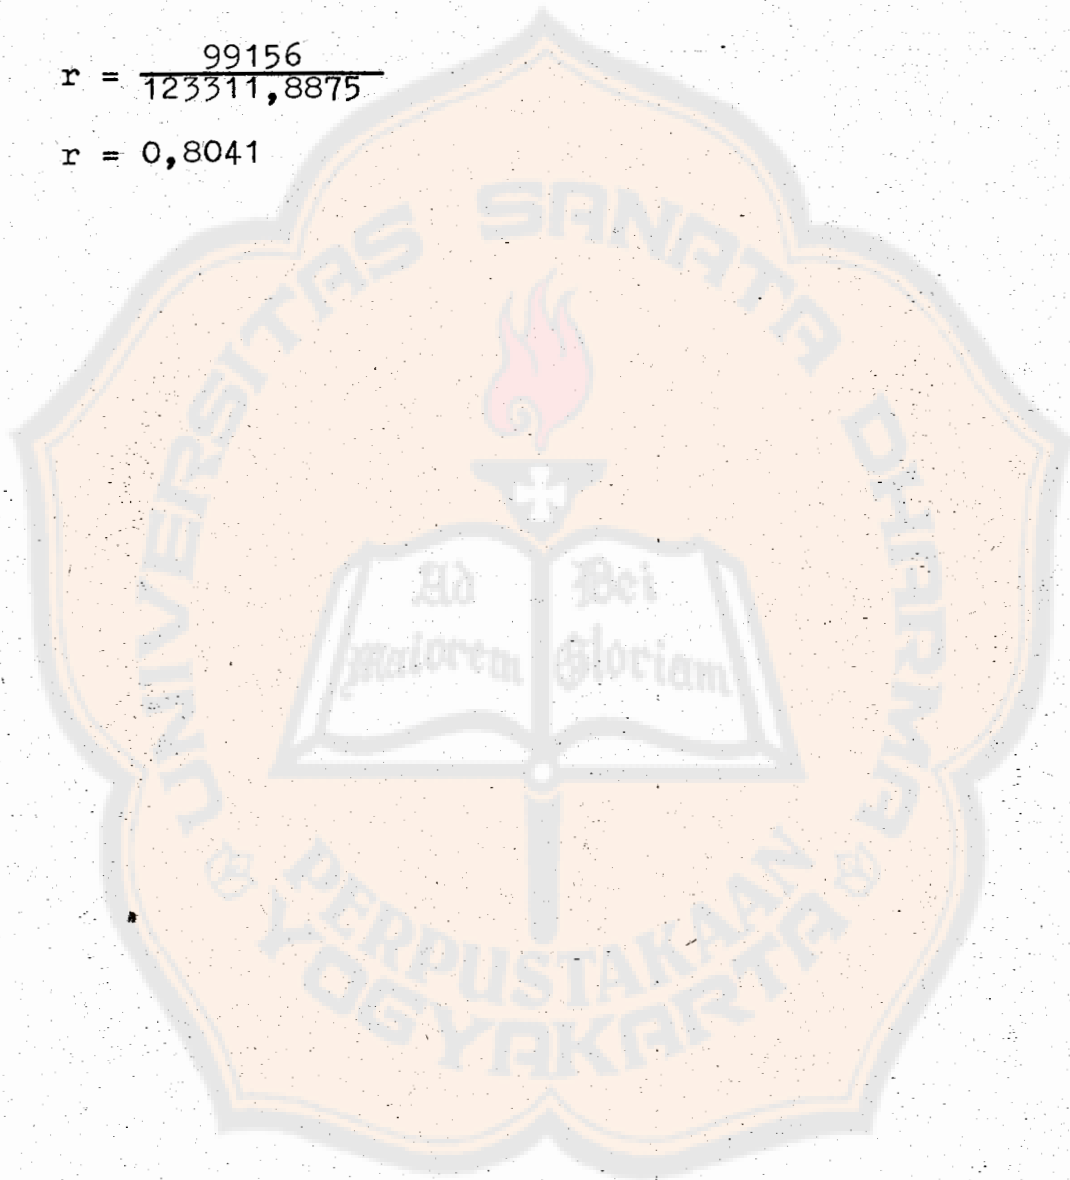 r = 99156
123311,8875
r = 0,8041
UNIVERSITAS SANATA DHARMA
Ad Dei
Maiorem Gloriam
PERPUSTAKAAN
YOGYAKARTA